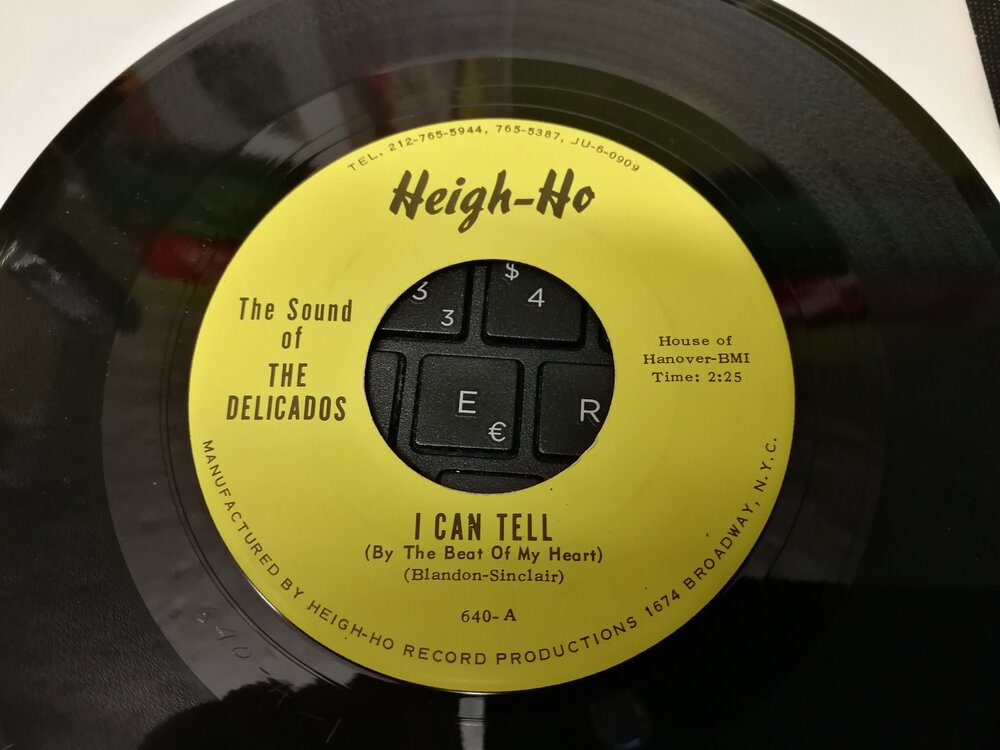 TEL. 212-765-5944, 765-5387, JU-6-0909
Heigh-Ho
The Sound
of
THE
DELICADOS
House of
Hanover-BMI
Time: 2:25
3
3
$
4
E
€
R
I CAN TELL
(By The Beat Of My Heart)
(Blandon-Sinclair)
640-A
MANUFACTURED BY HEIGH-HO RECORD PRODUCTIONS 1674 BROADWAY, N.Y.C.